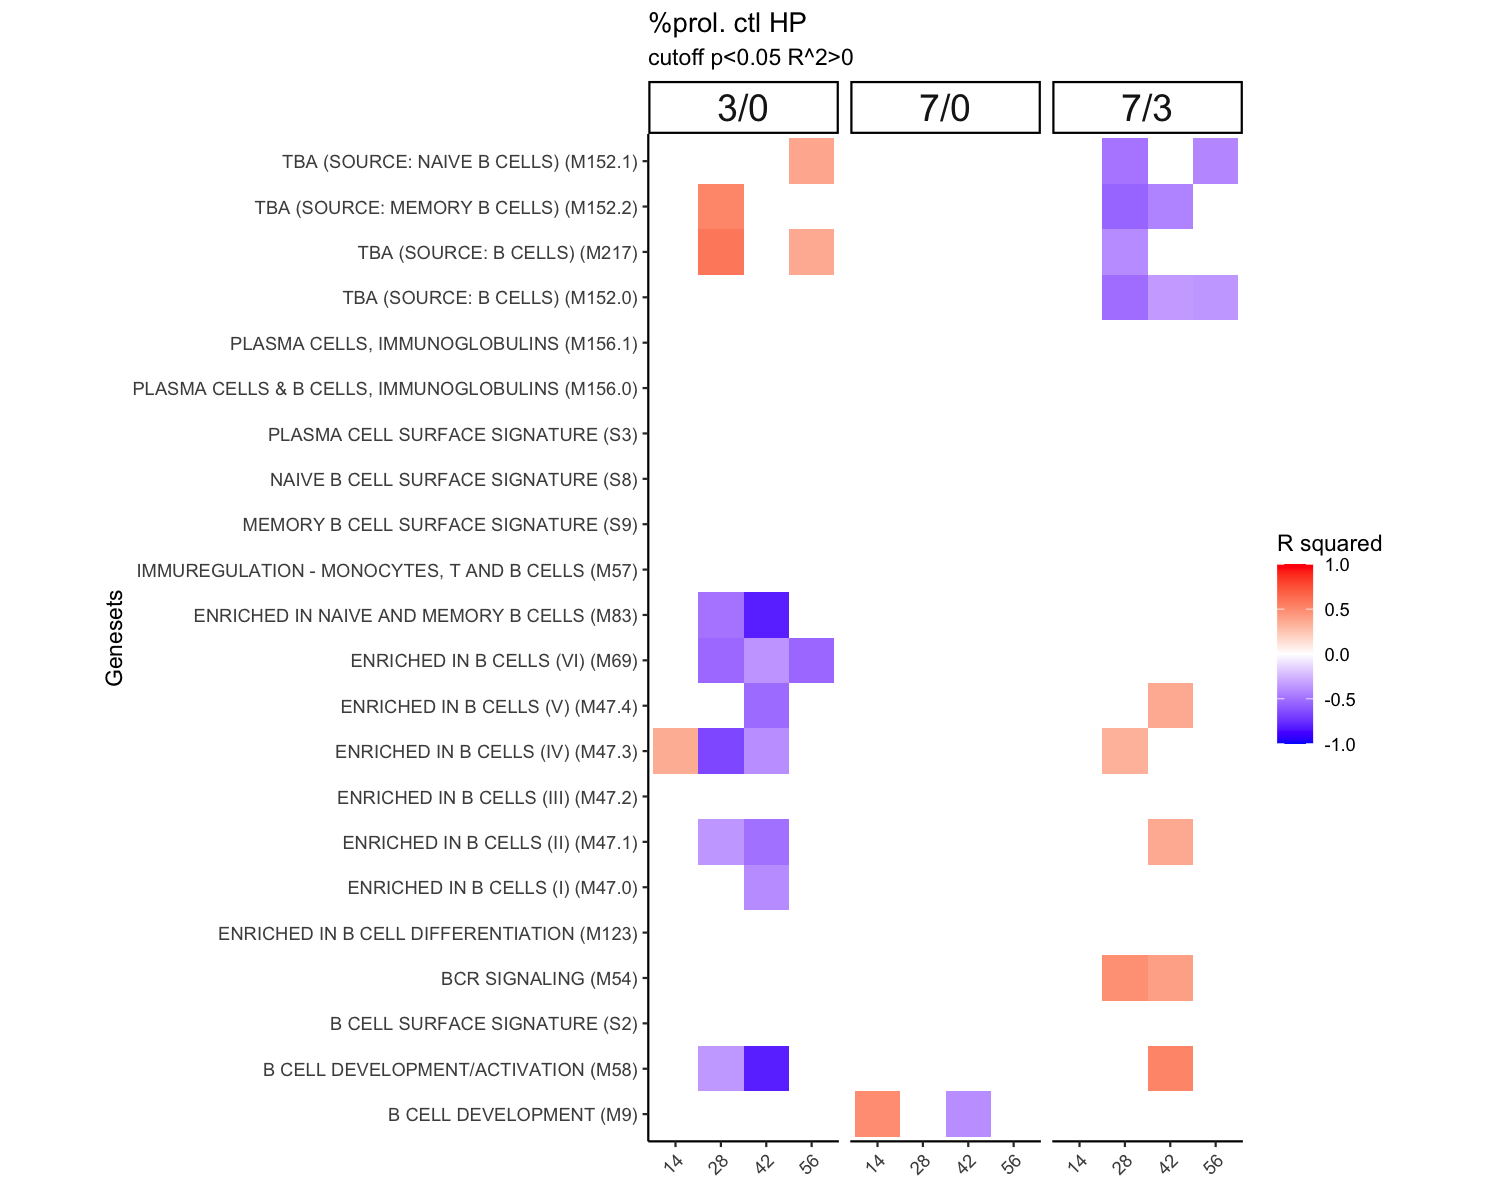 %prol. ctl HP
cutoff p<0.05 R^2>0
3/0
7/0
7/3
TBA (SOURCE: NAIVE B CELLS) (M152.1)
TBA (SOURCE: MEMORY B CELLS) (M152.2)
TBA (SOURCE: B CELLS) (M217)
TBA (SOURCE: B CELLS) (M152.0)
PLASMA CELLS, IMMUNOGLOBULINS (M156.1)
PLASMA CELLS & B CELLS, IMMUNOGLOBULINS (M156.0)
PLASMA CELL SURFACE SIGNATURE (S3)
NAIVE B CELL SURFACE SIGNATURE (S8)
MEMORY B CELL SURFACE SIGNATURE (S9)
IMMUREGULATION - MONOCYTES, T AND B CELLS (M57)
ENRICHED IN NAIVE AND MEMORY B CELLS (M83)
ENRICHED IN B CELLS (VI) (M69)
ENRICHED IN B CELLS (V) (M47.4)
ENRICHED IN B CELLS (IV) (M47.3)
ENRICHED IN B CELLS (III) (M47.2)
ENRICHED IN B CELLS (II) (M47.1)
ENRICHED IN B CELLS (I) (M47.0)
ENRICHED IN B CELL DIFFERENTIATION (M123)
BCR SIGNALING (M54)
B CELL SURFACE SIGNATURE (S2)
B CELL DEVELOPMENT/ACTIVATION (M58)
B CELL DEVELOPMENT (M9)
Genesets
14 28 42 56
14 28 42 56
14 28 42 56
R squared
1.0
0.5
0.0
-0.5
-1.0